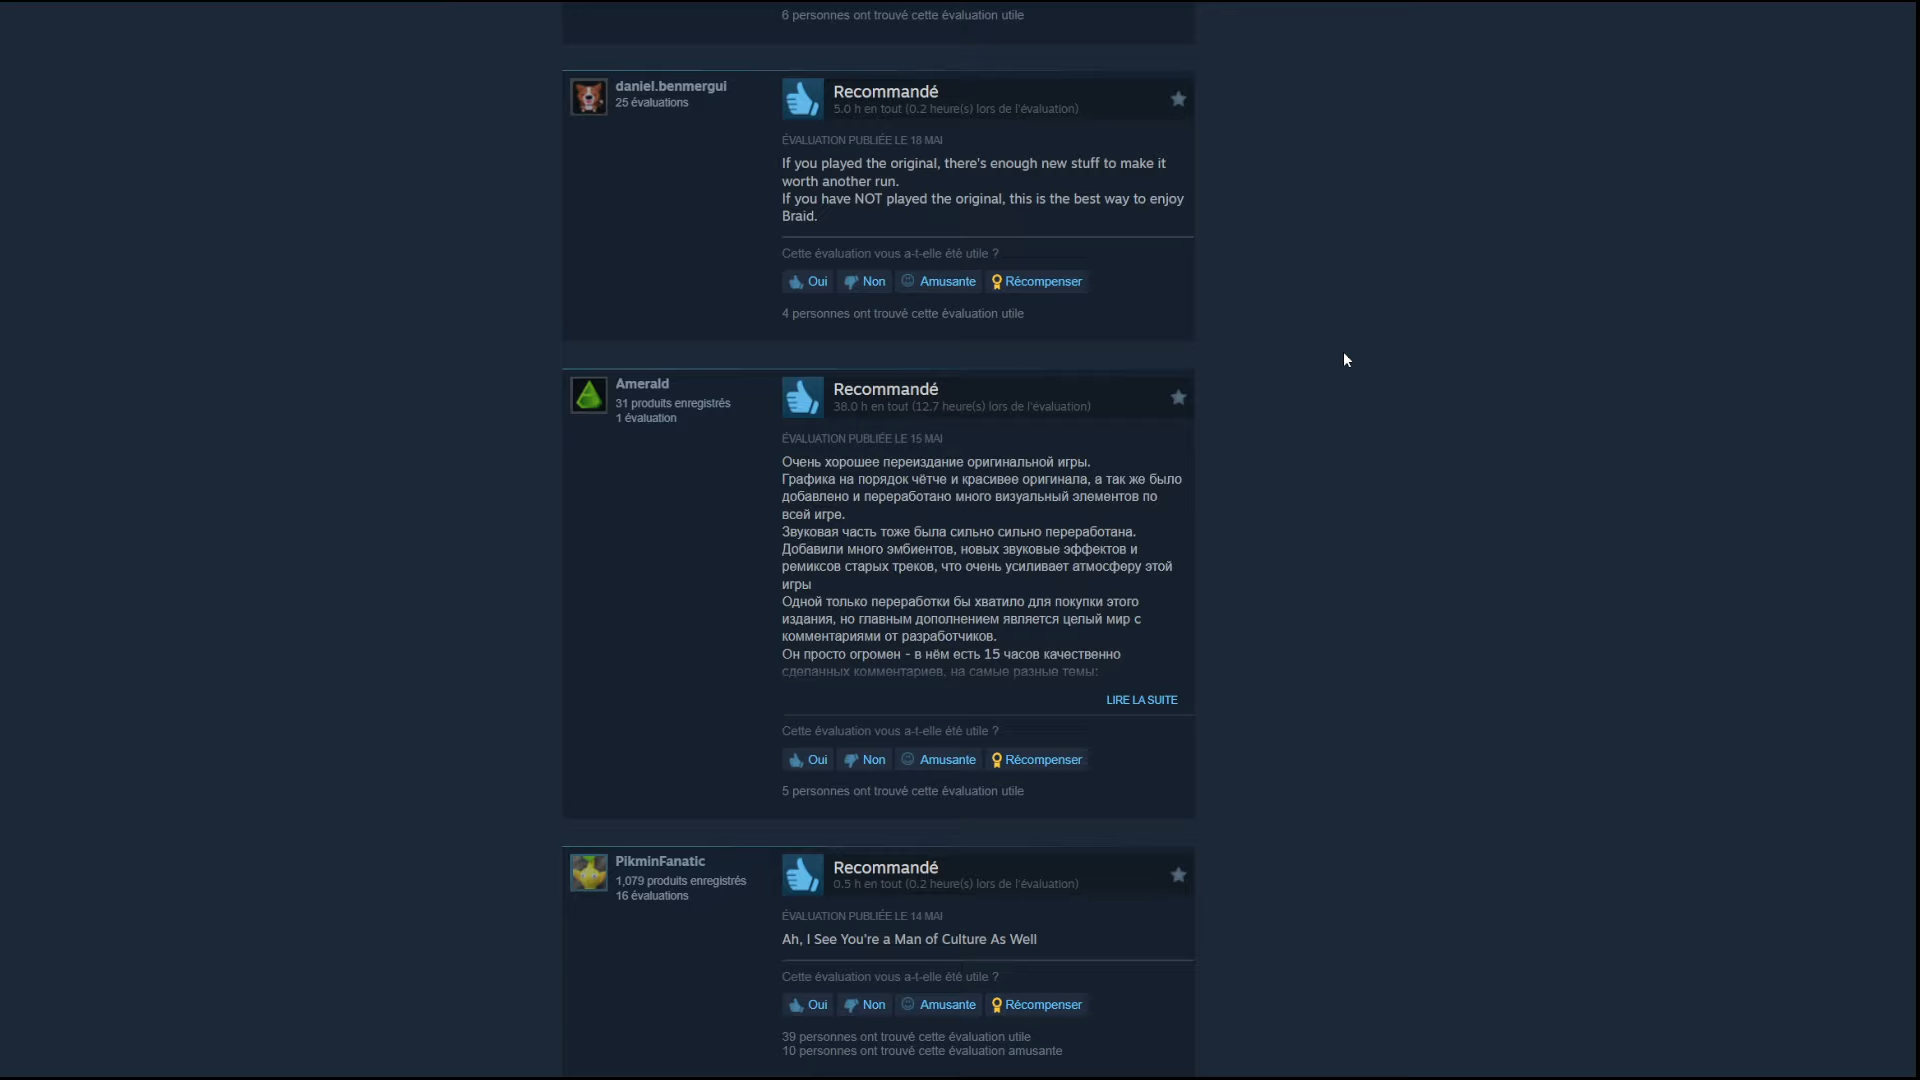 6 personnes ont trouvé cette évaluation utile
daniel.benmergui
25 évaluations
Recommandé
5.0 h en tout (0.2 heure(s) lors de l'évaluation)
ÉVALUATION PUBLIÉE LE 18 MAI
If you played the original, there's enough new stuff to make it
worth another run.
If you have NOT played the original, this is the best way to enjoy
Braid.
Cette évaluation vous a-t-elle été utile ?
Oui Non Amusante Récompenser
4 personnes ont trouvé cette évaluation utile
Amerald
31 produits enregistrés
1 évaluation
Recommandé
38.0 h en tout (12.7 heure(s) lors de l'évaluation)
ÉVALUATION PUBLIÉE LE 15 MAI
Очень хорошее переиздание оригинальной игры.
Графика на порядок чётче и красивее оригинала, а так же было
добавлено и переработано много визуальный элементов по
всей игре.
Звуковая часть тоже была сильно сильно переработана.
Добавили много эмбиентов, новых звуковые эффектов и
ремиксов старых треков, что очень усиливает атмосферу этой
игры
Одной только переработки бы хватило для покупки этого
издания, но главным дополнением является целый мир с
комментариями от разработчиков.
Он просто огромен - в нём есть 15 часов качественно
сделанных комментариев, на самые разные темы:
LIRE LA SUITE
Cette évaluation vous a-t-elle été utile ?
Oui Non Amusante Récompenser
5 personnes ont trouvé cette évaluation utile
PikminFanatic
1,079 produits enregistrés
16 évaluations
Recommandé
0.5 h en tout (0.2 heure(s) lors de l'évaluation)
ÉVALUATION PUBLIÉE LE 14 MAI
Ah, I See You're a Man of Culture As Well
Cette évaluation vous a-t-elle été utile ?
Oui Non Amusante Récompenser
39 personnes ont trouvé cette évaluation utile
10 personnes ont trouvé cette évaluation amusante